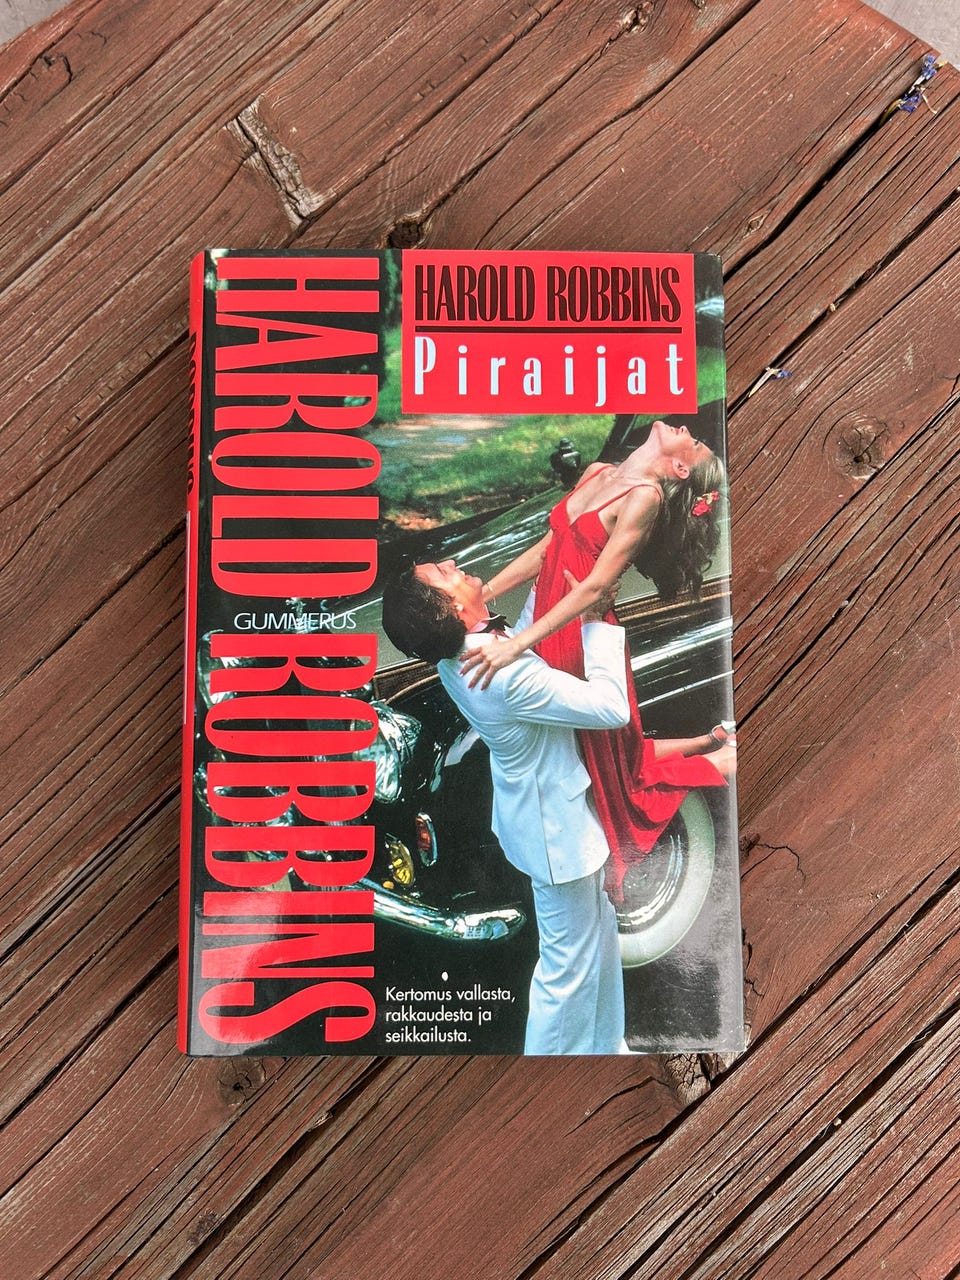 HAROLD ROBBINS
HAROLD ROBBINS
Piraijat
GUMMERUS
Kertomus vallasta,
rakkaudesta ja
seikkailusta.